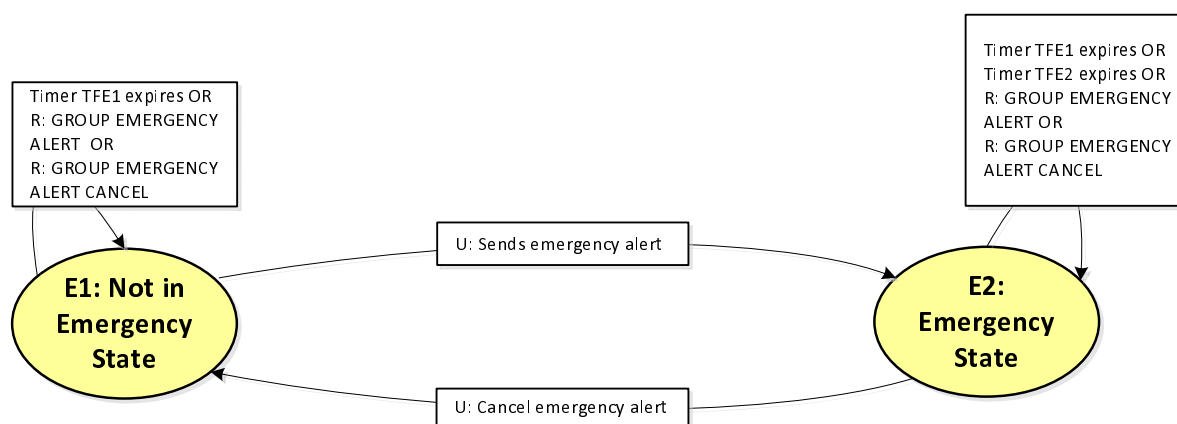 Timer TFE1 expires OR
R: GROUP EMERGENCY
ALERT OR
R: GROUP EMERGENCY
ALERT CANCEL
Timer TFE1 expires OR
Timer TFE2 expires OR
R: GROUP EMERGENCY
ALERT OR
R: GROUP EMERGENCY
ALERT CANCEL
U: Sends emergency alert
E1: Not in
Emergency
State
E2:
Emergency
State
U: Cancel emergency alert